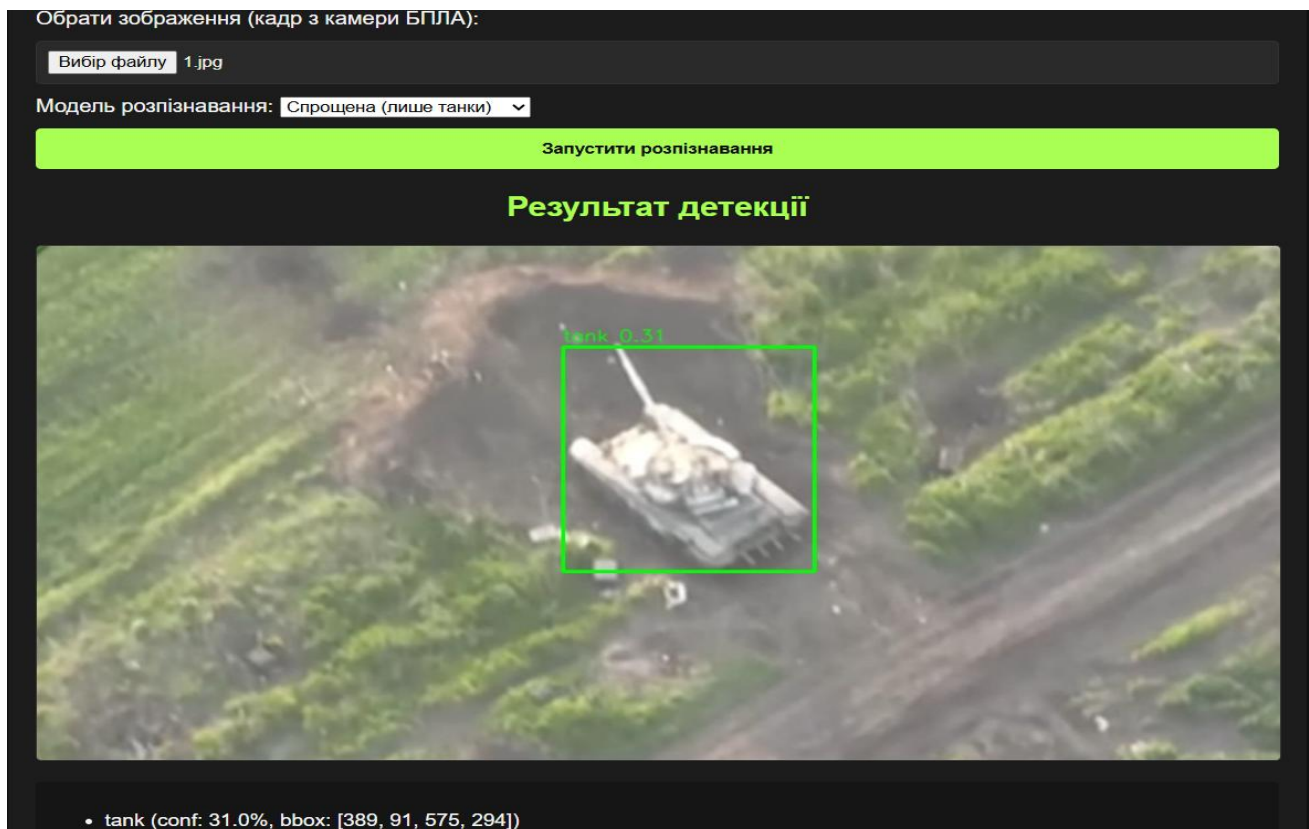 Обрати зображення (кадр з камери БПЛА):
Вибір файлу 1.jpg
Модель розпізнавання: Спрощена (лише танки)
Запустити розпізнавання
Результат детекції
tank 0.31
• tank (conf: 31.0%, bbox: [389, 91, 575, 294])